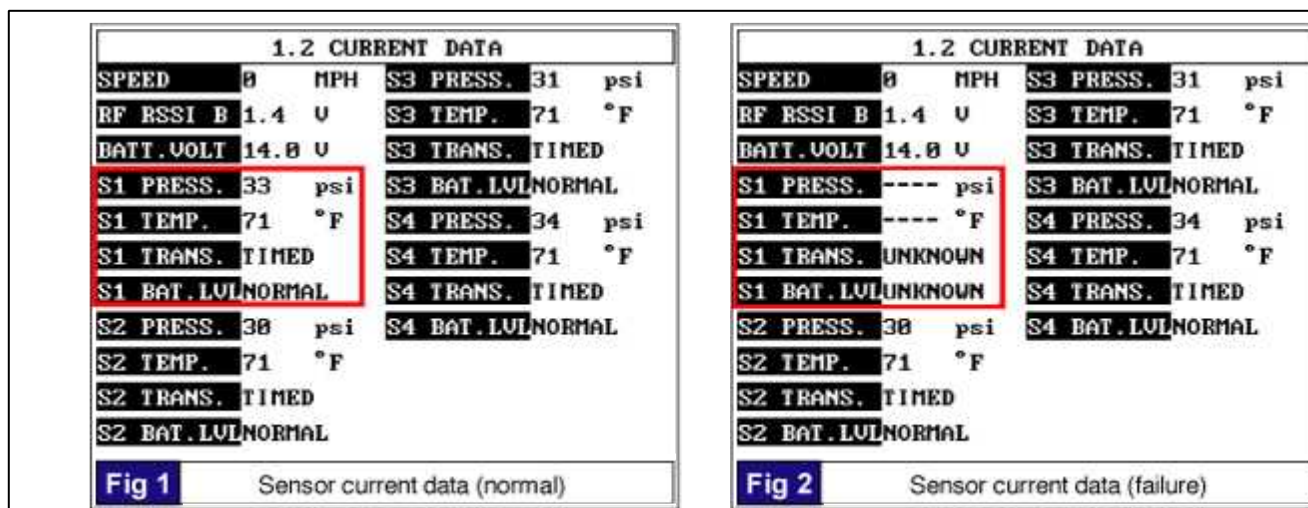 1.2 CURRENT DATA
SPEED 0 MPH S3 PRESS. 31 psi
RF RSSI B 1.4 V S3 TEMP. 71 °F
BATT.VOLT 14.0 V S3 TRANS. TIMED
S1 PRESS. 33 psi S3 BAT.LVL NORMAL
S1 TEMP. 71 °F S4 PRESS. 34 psi
S1 TRANS. TIMED S4 TEMP. 71 °F
S1 BAT.LVL NORMAL S4 TRANS. TIMED
S2 PRESS. 30 psi S4 BAT.LVL NORMAL
S2 TEMP. 71 °F
S2 TRANS. TIMED
S2 BAT.LVL NORMAL
Fig 1 Sensor current data (normal)
1.2 CURRENT DATA
SPEED 0 MPH S3 PRESS. 31 psi
RF RSSI B 1.4 V S3 TEMP. 71 °F
BATT.VOLT 14.0 V S3 TRANS. TIMED
S1 PRESS. ---- psi S3 BAT.LVL NORMAL
S1 TEMP. ---- °F S4 PRESS. 34 psi
S1 TRANS. UNKNOWN S4 TEMP. 71 °F
S1 BAT.LVL UNKNOWN S4 TRANS. TIMED
S2 PRESS. 30 psi S4 BAT.LVL NORMAL
S2 TEMP. 71 °F
S2 TRANS. TIMED
S2 BAT.LVL NORMAL
Fig 2 Sensor current data (failure)